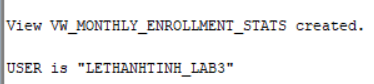 View VW_MONTHLY_ENROLLMENT_STATS created.
USER is "LETHANHTINH_LAB3"